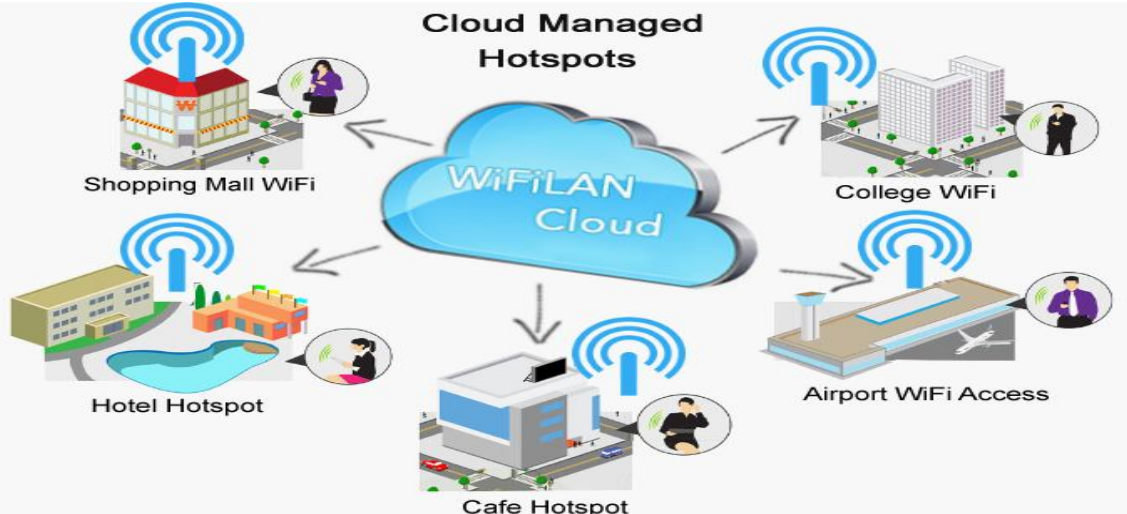 Cloud Managed
Hotspots
WiFiLAN
Cloud
Shopping Mall WiFi
W
College WiFi
Hotel Hotspot
Airport WiFi Access
Cafe Hotspot